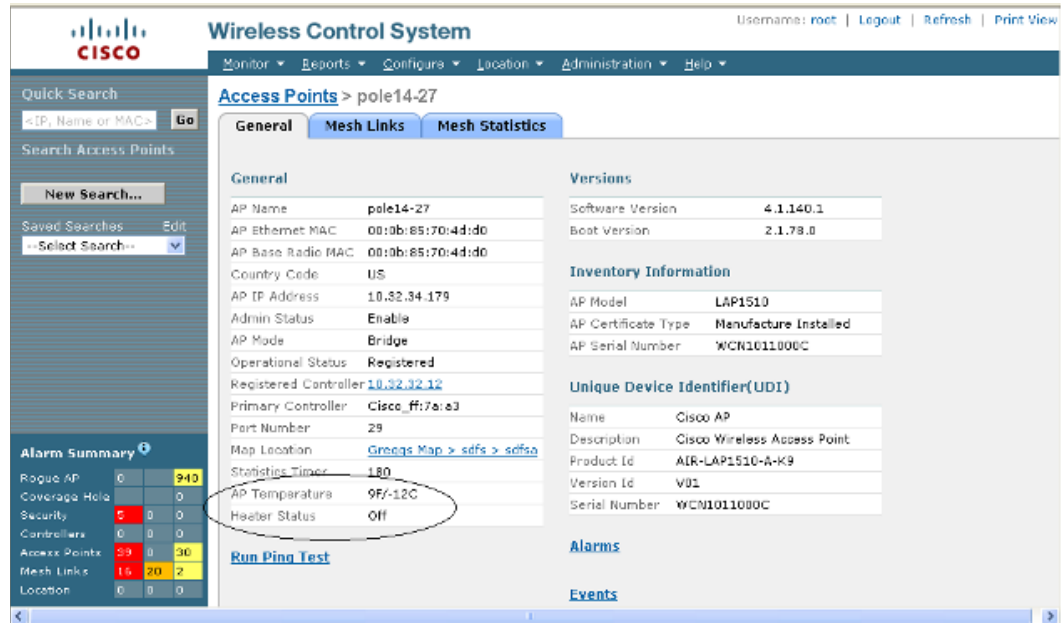 Username: root | Logout | Refresh | Print View
CISCO
Wireless Control System
Monitor Reports Configure Location Administration Help
Quick Search
<IP, Name or MAC> Go
Search Access Points
New Search...
Saved Searches Edit
--Select Search--
Access Points > pole14-27
General Mesh Links Mesh Statistics
General
AP Name pole14-27
AP Ethernet MAC 00:0b:85:70:4d:d0
AP Base Radio MAC 00:0b:85:70:4d:d0
Country Code US
AP IP Address 10.32.34.179
Admin Status Enable
AP Mode Bridge
Operational Status Registered
Registered Controller 10.32.32.12
Primary Controller Cisco_ff:7a:a3
Port Number 29
Map Location Greggs Map > sdfs > sdfsa
Statistics Timer 180
AP Temperature 9F/-12C
Heater Status Off
Run Ping Test
Versions
Software Version 4.1.140.1
Boot Version 2.1.78.0
Inventory Information
AP Model LAP1510
AP Certificate Type Manufacture Installed
AP Serial Number WCN1011000C
Unique Device Identifier(UDI)
Name Cisco AP
Description Cisco Wireless Access Point
Product Id AIR-LAP1510-A-K9
Version Id V01
Serial Number WCN1011000C
Alarms
Events
Alarm Summary
Rogue AP 0 940
Coverage Hole 0
Security 5 0 0
Controllers 0 0 0
Access Points 39 0 30
Mesh Links 16 20 2
Location 0 0 0